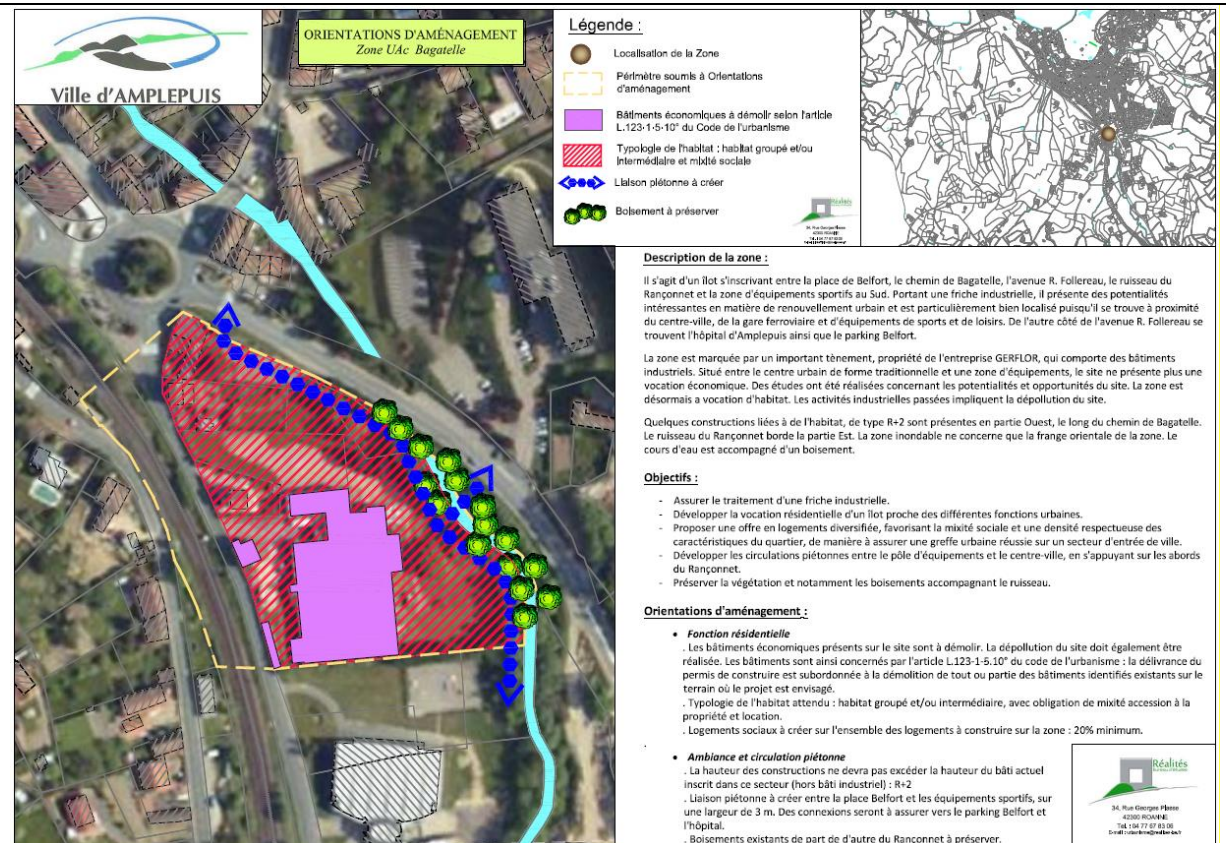 Ville d'AMPLEPUIS
ORIENTATIONS D'AMÉNAGEMENT
Zone UAc Bagatelle
Légende :
Localisation de la Zone
Périmètre soumis à Orientations
d'aménagement
Bâtiments économiques à démolir selon l'article
L.123-1-5-10° du Code de l'urbanisme
Typologie de l'habitat : habitat groupé et/ou
Intermédiaire et mixité sociale
Liaison piétonne à créer
Boisement à préserver
Réalités
34, Rue Georges Plasse
42300 ROANNE
Description de la zone :
Il s'agit d'un îlot s'inscrivant entre la place de Belfort, le chemin de Bagatelle, l'avenue R. Follereau, le ruisseau du
Rançonnet et la zone d'équipements sportifs au Sud. Portant une friche industrielle, il présente des potentialités
intéressantes en matière de renouvellement urbain et est particulièrement bien localisé puisqu'il se trouve à proximité
du centre-ville, de la gare ferroviaire et d'équipements de sports et de loisirs. De l'autre côté de l'avenue R. Follereau se
trouvent l'hôpital d'Amplepuis ainsi que le parking Belfort.
La zone est marquée par un important tènement, propriété de l'entreprise GERFLOR, qui comporte des bâtiments
industriels. Situé entre le centre urbain de forme traditionnelle et une zone d'équipements, le site ne présente plus une
vocation économique. Des études ont été réalisées concernant les potentialités et opportunités du site. La zone est
désormais a vocation d'habitat. Les activités industrielles passées impliquent la dépollution du site.
Quelques constructions liées à de l'habitat, de type R+2 sont présentes en partie Ouest, le long du chemin de Bagatelle.
Le ruisseau du Rançonnet borde la partie Est. La zone inondable ne concerne que la frange orientale de la zone. Le
cours d'eau est accompagné d'un boisement.
Objectifs :
- Assurer le traitement d'une friche industrielle.
- Développer la vocation résidentielle d'un îlot proche des différentes fonctions urbaines.
- Proposer une offre en logements diversifiée, favorisant la mixité sociale et une densité respectueuse des
caractéristiques du quartier, de manière à assurer une greffe urbaine réussie sur un secteur d'entrée de ville.
- Développer les circulations piétonnes entre le pôle d'équipements et le centre-ville, en s'appuyant sur les abords
du Rançonnet.
- Préserver la végétation et notamment les boisements accompagnant le ruisseau.
Orientations d'aménagement :
• Fonction résidentielle
. Les bâtiments économiques présents sur le site sont à démolir. La dépollution du site doit également être
réalisée. Les bâtiments sont ainsi concernés par l'article L.123-1-5.10° du code de l'urbanisme : la délivrance du
permis de construire est subordonnée à la démolition de tout ou partie des bâtiments identifiés existants sur le
terrain où le projet est envisagé.
. Typologie de l'habitat attendu : habitat groupé et/ou intermédiaire, avec obligation de mixité accession à la
propriété et location.
. Logements sociaux à créer sur l'ensemble des logements à construire sur la zone : 20% minimum.
• Ambiance et circulation piétonne
. La hauteur des constructions ne devra pas excéder la hauteur du bâti actuel
inscrit dans ce secteur (hors bâti industriel) : R+2
. Liaison piétonne à créer entre la place Belfort et les équipements sportifs, sur
une largeur de 3 m. Des connexions seront à assurer vers le parking Belfort et
l'hôpital.
. Boisements existants de part de d'autre du Rançonnet à préserver.
Réalités
34, Rue Georges Plasse
42300 ROANNE
Tél. : 04 77 67 83 06